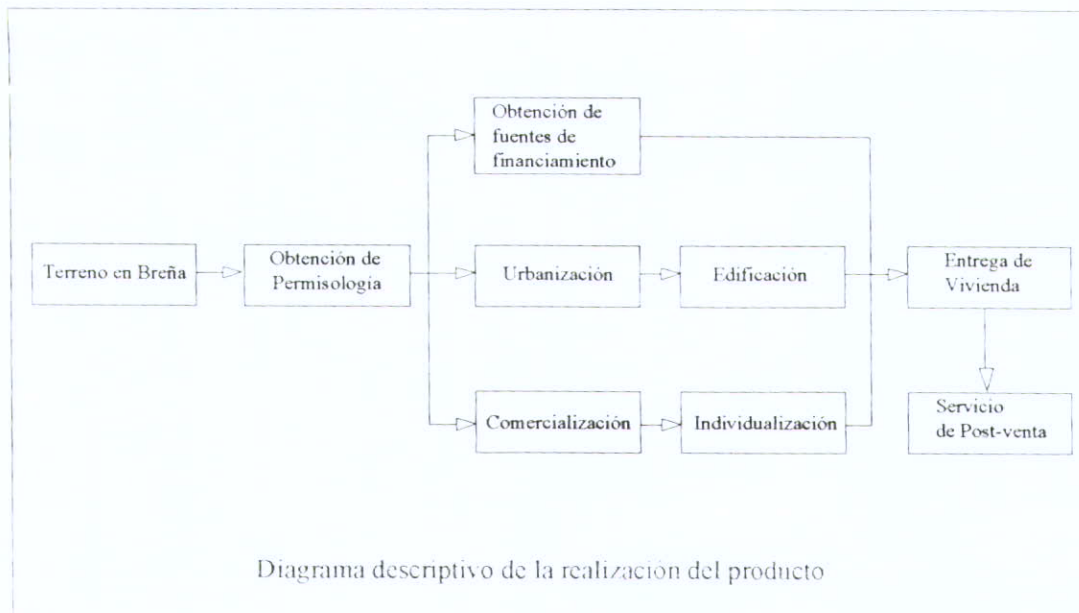 Obtención de
fuentes de
financiamiento
Terreno en Breña
Obtención de
Permisología
Urbanización
Edificación
Entrega de
Vivienda
Comercialización
Individualización
Servicio
de Post-venta
Diagrama descriptivo de la realización del producto